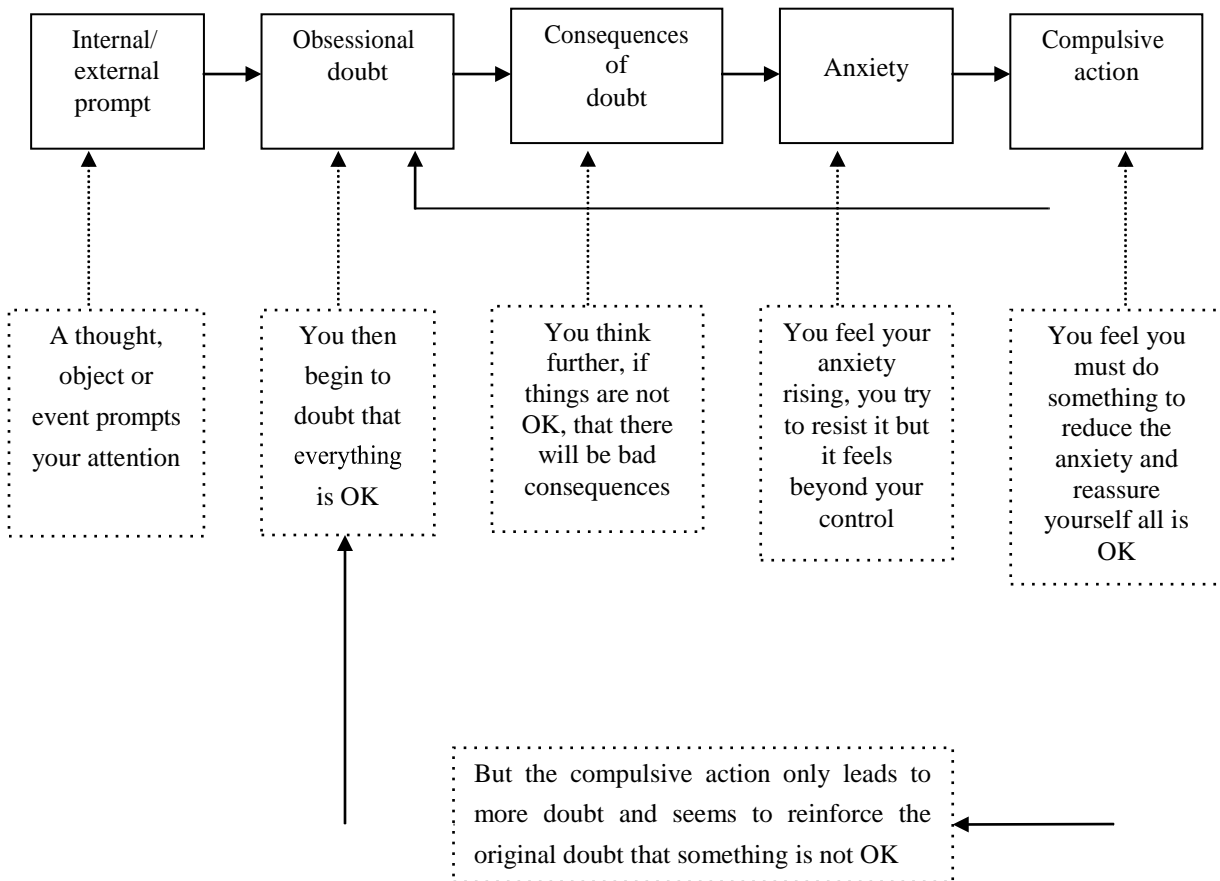 Internal/
external
prompt
Obsessional
doubt
Consequences
of
doubt
Anxiety
Compulsive
action
A thought,
object or
event prompts
your attention
You then
begin to
doubt that
everything
is OK
You think
further, if
things are not
OK, that there
will be bad
consequences
You feel your
anxiety
rising, you try
to resist it but
it feels
beyond your
control
You feel you
must do
something to
reduce the
anxiety and
reassure
yourself all is
OK
But the compulsive action only leads to
more doubt and seems to reinforce the
original doubt that something is not OK